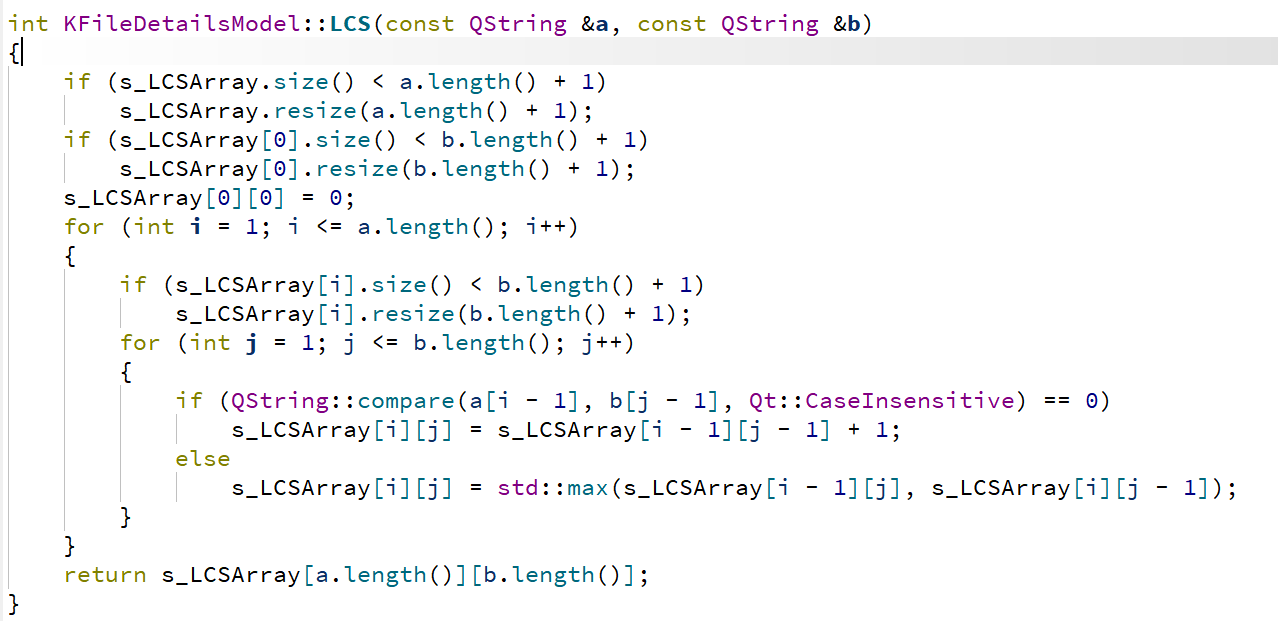 int KFileDetailsModel::LCS(const QString &a, const QString &b)
{
    if (s_LCSArray.size() < a.length() + 1)
        s_LCSArray.resize(a.length() + 1);
    if (s_LCSArray[0].size() < b.length() + 1)
        s_LCSArray[0].resize(b.length() + 1);
    s_LCSArray[0][0] = 0;
    for (int i = 1; i <= a.length(); i++)
    {
        if (s_LCSArray[i].size() < b.length() + 1)
            s_LCSArray[i].resize(b.length() + 1);
        for (int j = 1; j <= b.length(); j++)
        {
            if (QString::compare(a[i - 1], b[j - 1], Qt::CaseInsensitive) == 0)
                s_LCSArray[i][j] = s_LCSArray[i - 1][j - 1] + 1;
            else
                s_LCSArray[i][j] = std::max(s_LCSArray[i - 1][j], s_LCSArray[i][j - 1]);
        }
    }
    return s_LCSArray[a.length()][b.length()];
}